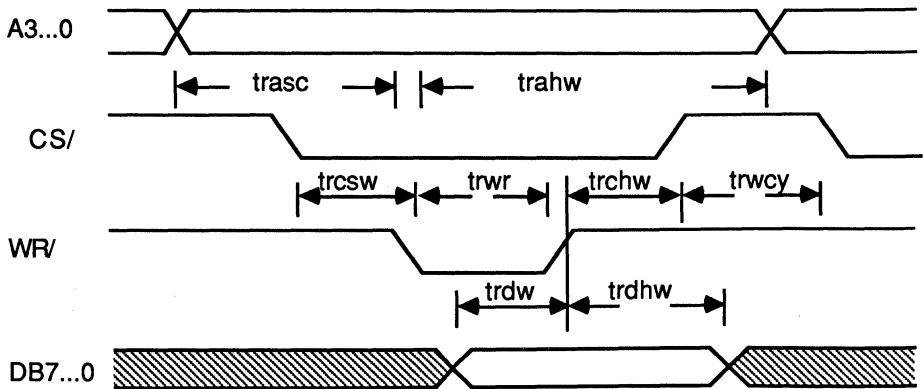 A3...0
trasc trahw
CS/
trcsw trwr trchw trwcy
WR/
trdw trdhw
DB7...0